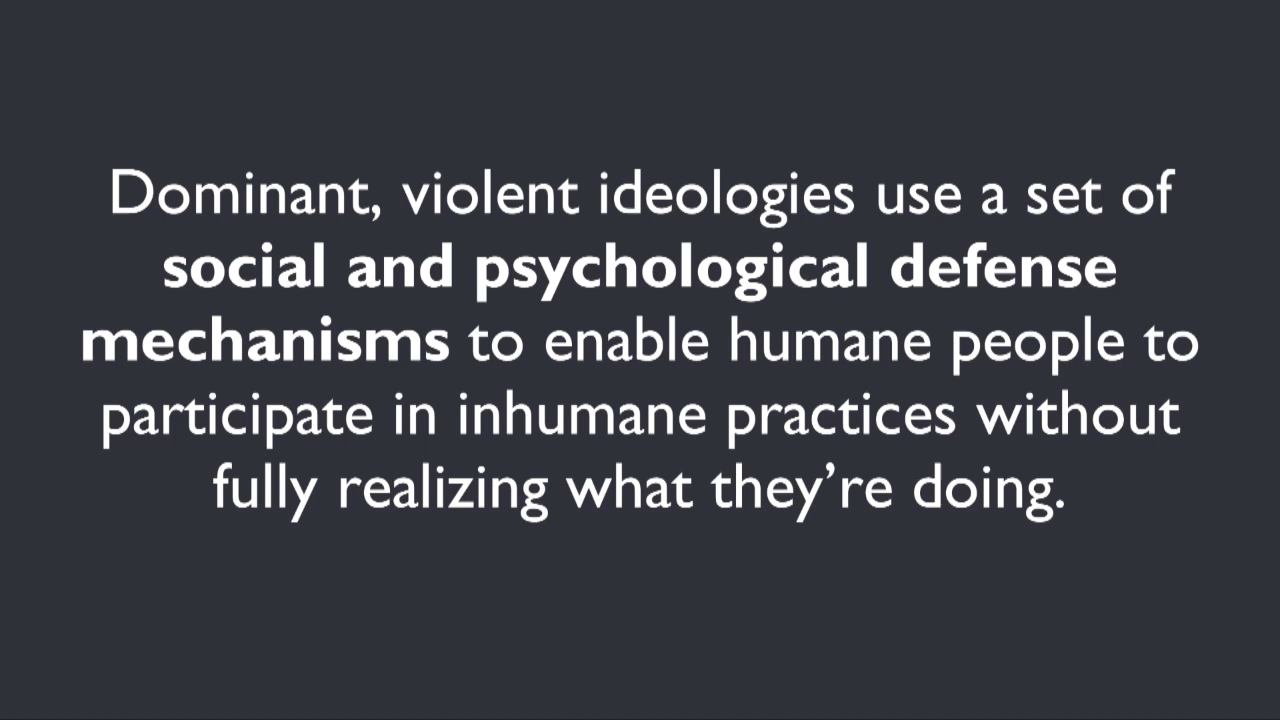 Dominant, violent ideologies use a set of
social and psychological defense
mechanisms to enable humane people to
participate in inhumane practices without
fully realizing what they’re doing.